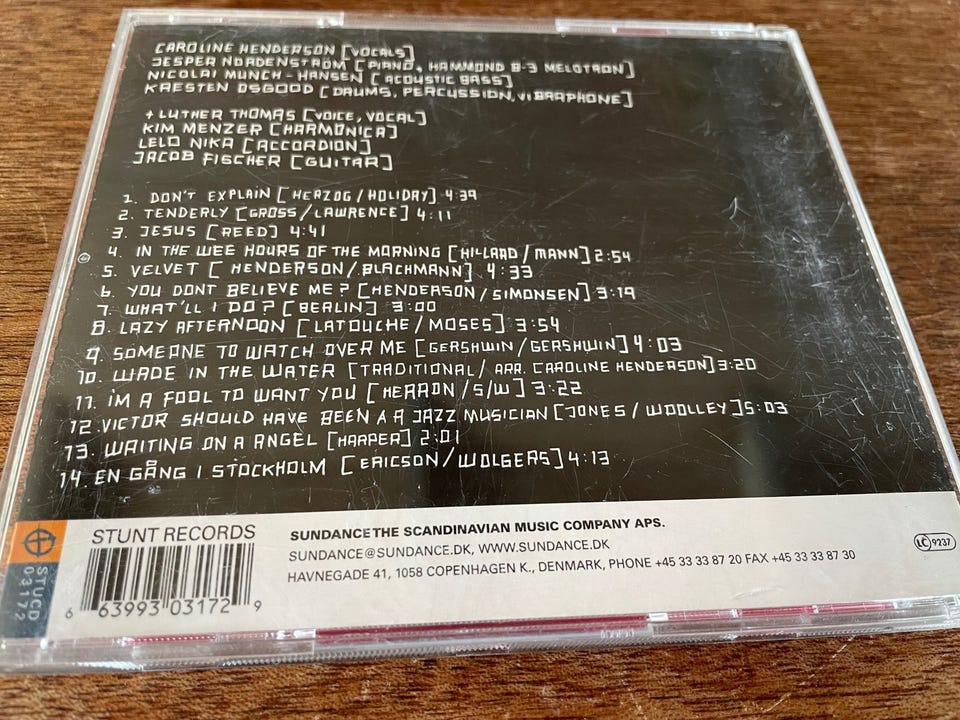 CAROLINE HENDERSON [VOCALS]
JESPER NORDENSTRÖM [PIANO, HAMMOND B-3 MELOTRON]
NICOLAI MUNCH-HANSEN [ACOUSTIC BASS]
KRESTEN OSGOOD [DRUMS, PERCUSSION, VIBRAPHONE]
+ LUTHER THOMAS [VOICE, VOCAL]
KIM MENZER [HARMONICA]
LELO NIKA [ACCORDION]
JACOB FISCHER [GUITAR]
1. DON'T EXPLAIN [HERZOG/HOLIDAY] 4:39
2. TENDERLY [GROSS/LAWRENCE] 4:11
3. JESUS [REED] 4:41
4. IN THE WEE HOURS OF THE MORNING [HILLARD/MANN] 2:54
5. VELVET [HENDERSON/BLACHMANN] 4:33
6. YOU DONT BELIEVE ME? [HENDERSON/SIMONSEN] 3:19
7. WHAT'LL I DO? [BERLIN] 3:00
8. LAZY AFTERNOON [LATOUCHE/MOSES] 3:54
9. SOMEONE TO WATCH OVER ME [GERSHWIN/GERSHWIN] 4:03
10. WADE IN THE WATER [TRADITIONAL/ARR. CAROLINE HENDERSON] 3:20
11. I'M A FOOL TO WANT YOU [HERRON/S/W] 3:22
12. VICTOR SHOULD HAVE BEEN A A JAZZ MUSICIAN [JONES/WOOLLEY] 5:03
13. WAITING ON A ANGEL [HARPER] 2:01
14. EN GÅNG I STOCKHOLM [ERICSON/WOLGERS] 4:13
STUNT RECORDS
SUNDANCE THE SCANDINAVIAN MUSIC COMPANY APS.
SUNDANCE@SUNDANCE.DK, WWW.SUNDANCE.DK
HAVNEGADE 41, 1058 COPENHAGEN K., DENMARK, PHONE +45 33 33 87 20 FAX +45 33 33 87 30
LC 9237
STUCD
03172
6 63993 03172 9